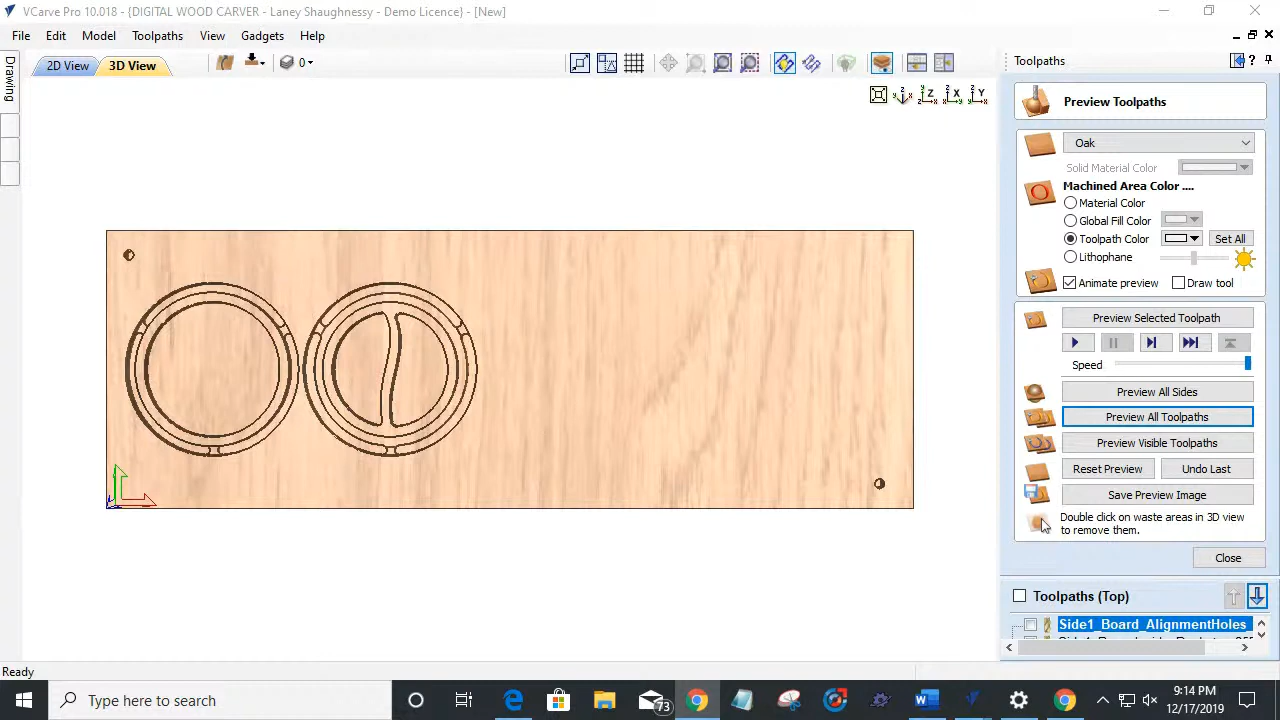 VCarve Pro 10.018 - {DIGITAL WOOD CARVER - Laney Shaughnessy - Demo Licence} - [New]
File Edit Model Toolpaths View Gadgets Help
Drawing
2D View 3D View 0
Z X Y
Toolpaths
Preview Toolpaths
Oak
Solid Material Color
Machined Area Color ....
Material Color
Global Fill Color
Toolpath Color Set All
Lithophane
Animate preview Draw tool
Preview Selected Toolpath
Speed
Preview All Sides
Preview All Toolpaths
Preview Visible Toolpaths
Reset Preview Undo Last
Save Preview Image
Double click on waste areas in 3D view
to remove them.
Close
Toolpaths (Top)
Side1_Board_AlignmentHoles
Ready
Type here to search
73
9:14 PM
12/17/2019